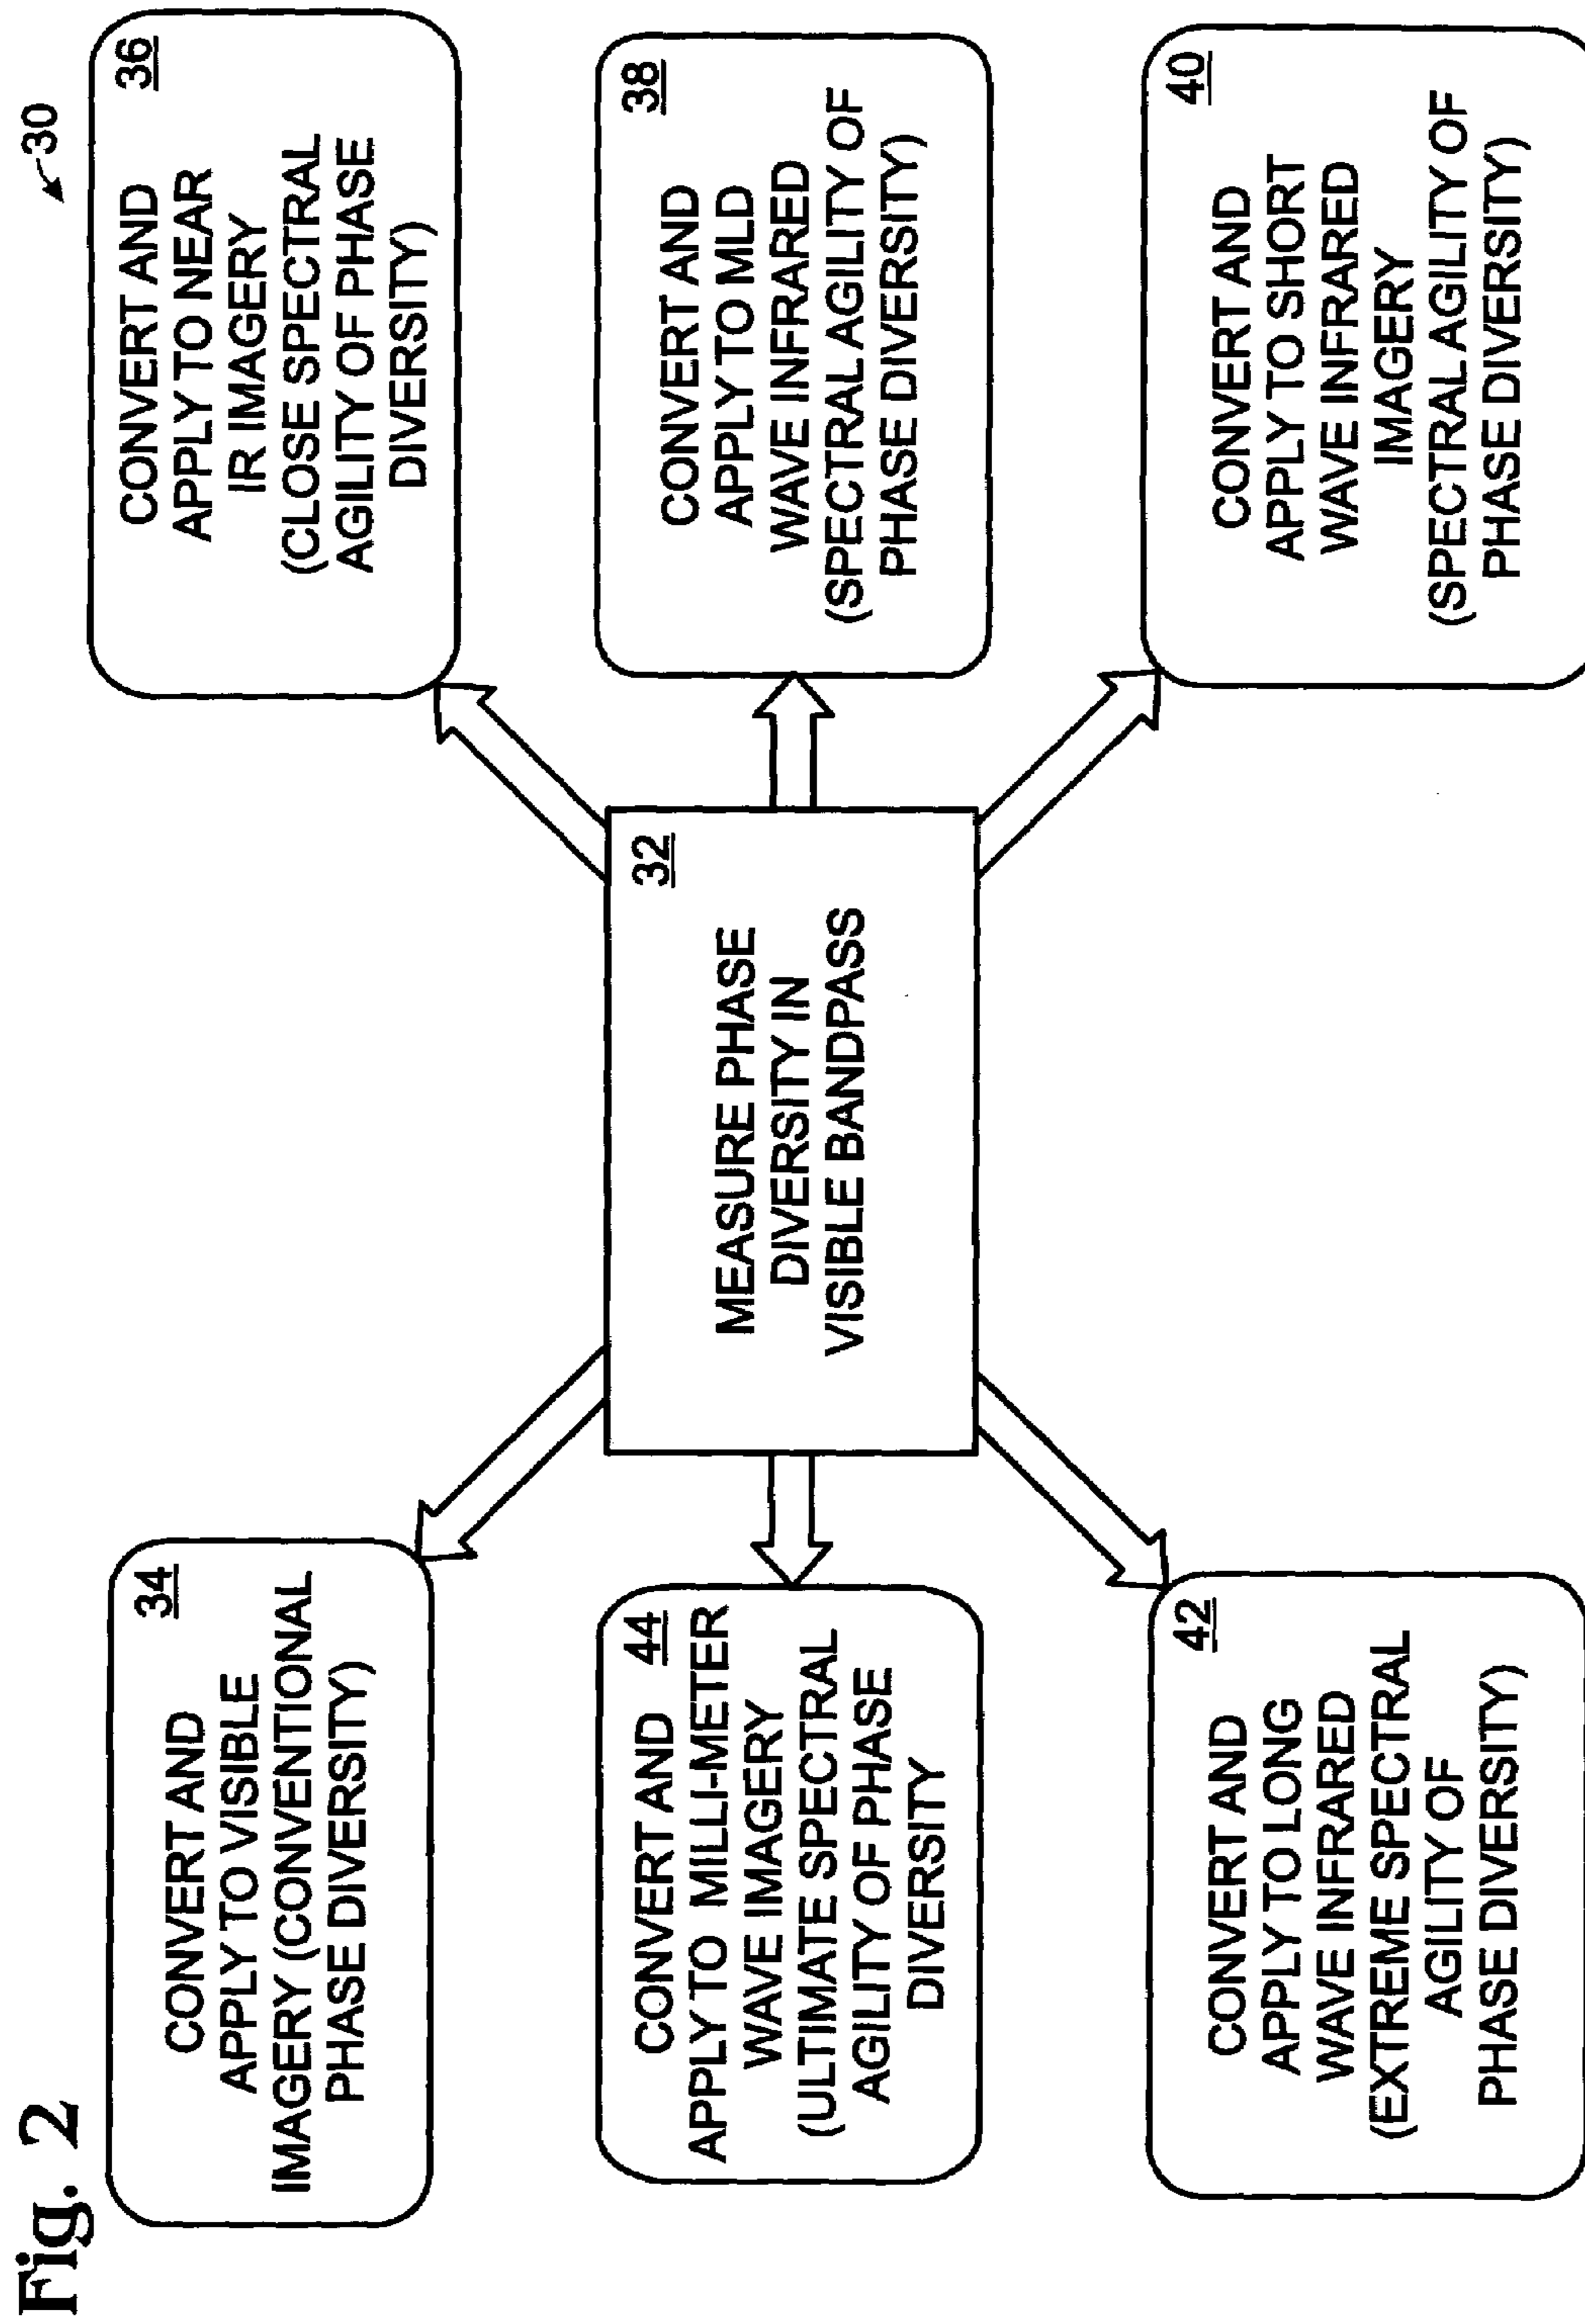 Fig. 2
30
34
CONVERT AND
APPLY TO VISIBLE
IMAGERY (CONVENTIONAL
PHASE DIVERSITY)
36
CONVERT AND
APPLY TO NEAR
IR IMAGERY
(CLOSE SPECTRAL
AGILITY OF PHASE
DIVERSITY)
44
CONVERT AND
APPLY TO MILLI-METER
WAVE IMAGERY
(ULTIMATE SPECTRAL
AGILITY OF PHASE
DIVERSITY
32
MEASURE PHASE
DIVERSITY IN
VISIBLE BANDPASS
38
CONVERT AND
APPLY TO MLD
WAVE INFRARED
(SPECTRAL AGILITY OF
PHASE DIVERSITY)
42
CONVERT AND
APPLY TO LONG
WAVE INFRARED
(EXTREME SPECTRAL
AGILITY OF
PHASE DIVERSITY)
40
CONVERT AND
APPLY TO SHORT
WAVE INFRARED
IMAGERY
(SPECTRAL AGILITY OF
PHASE DIVERSITY)